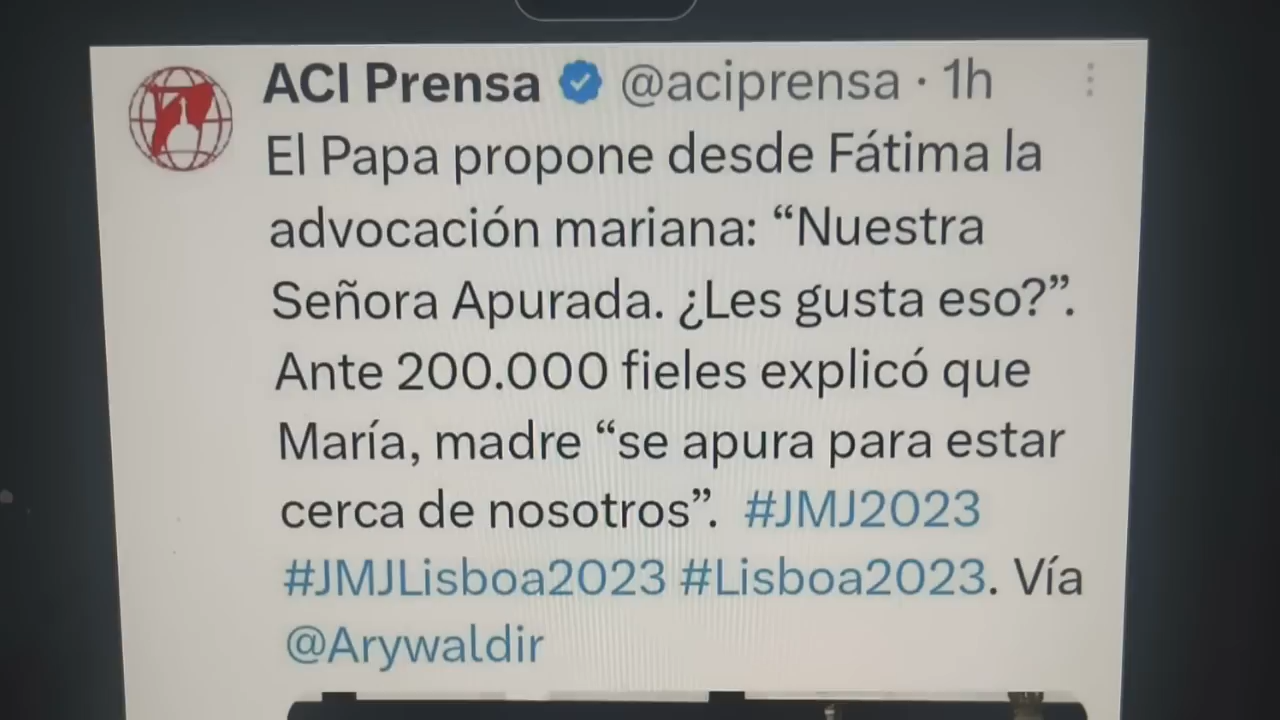 ACI Prensa @aciprensa · 1h
El Papa propone desde Fátima la
advocación mariana: “Nuestra
Señora Apurada. ¿Les gusta eso?”.
Ante 200.000 fieles explicó que
María, madre “se apura para estar
cerca de nosotros”. #JMJ2023
#JMJLisboa2023 #Lisboa2023. Vía
@Arywaldir